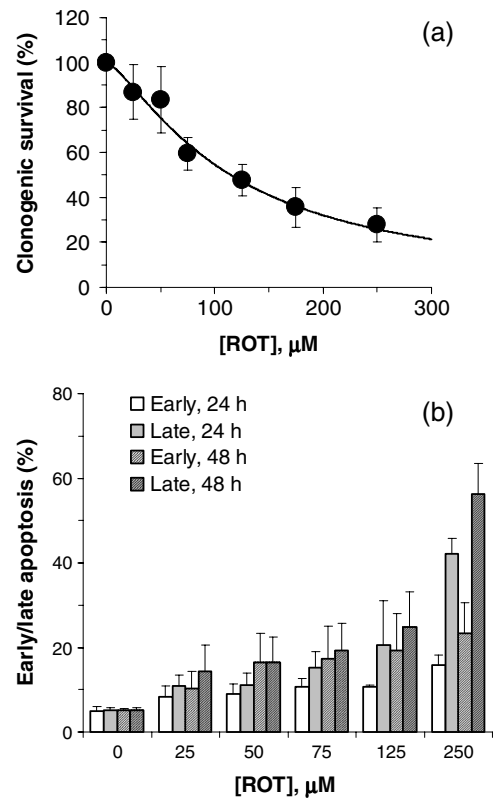 (a)
Clonogenic survival (%)
120
100
80
60
40
20
0
0 100 200 300
[ROT], μM
(b)
Early/late apoptosis (%)
80
60
40
20
0
Early, 24 h
Late, 24 h
Early, 48 h
Late, 48 h
0 25 50 75 125 250
[ROT], μM